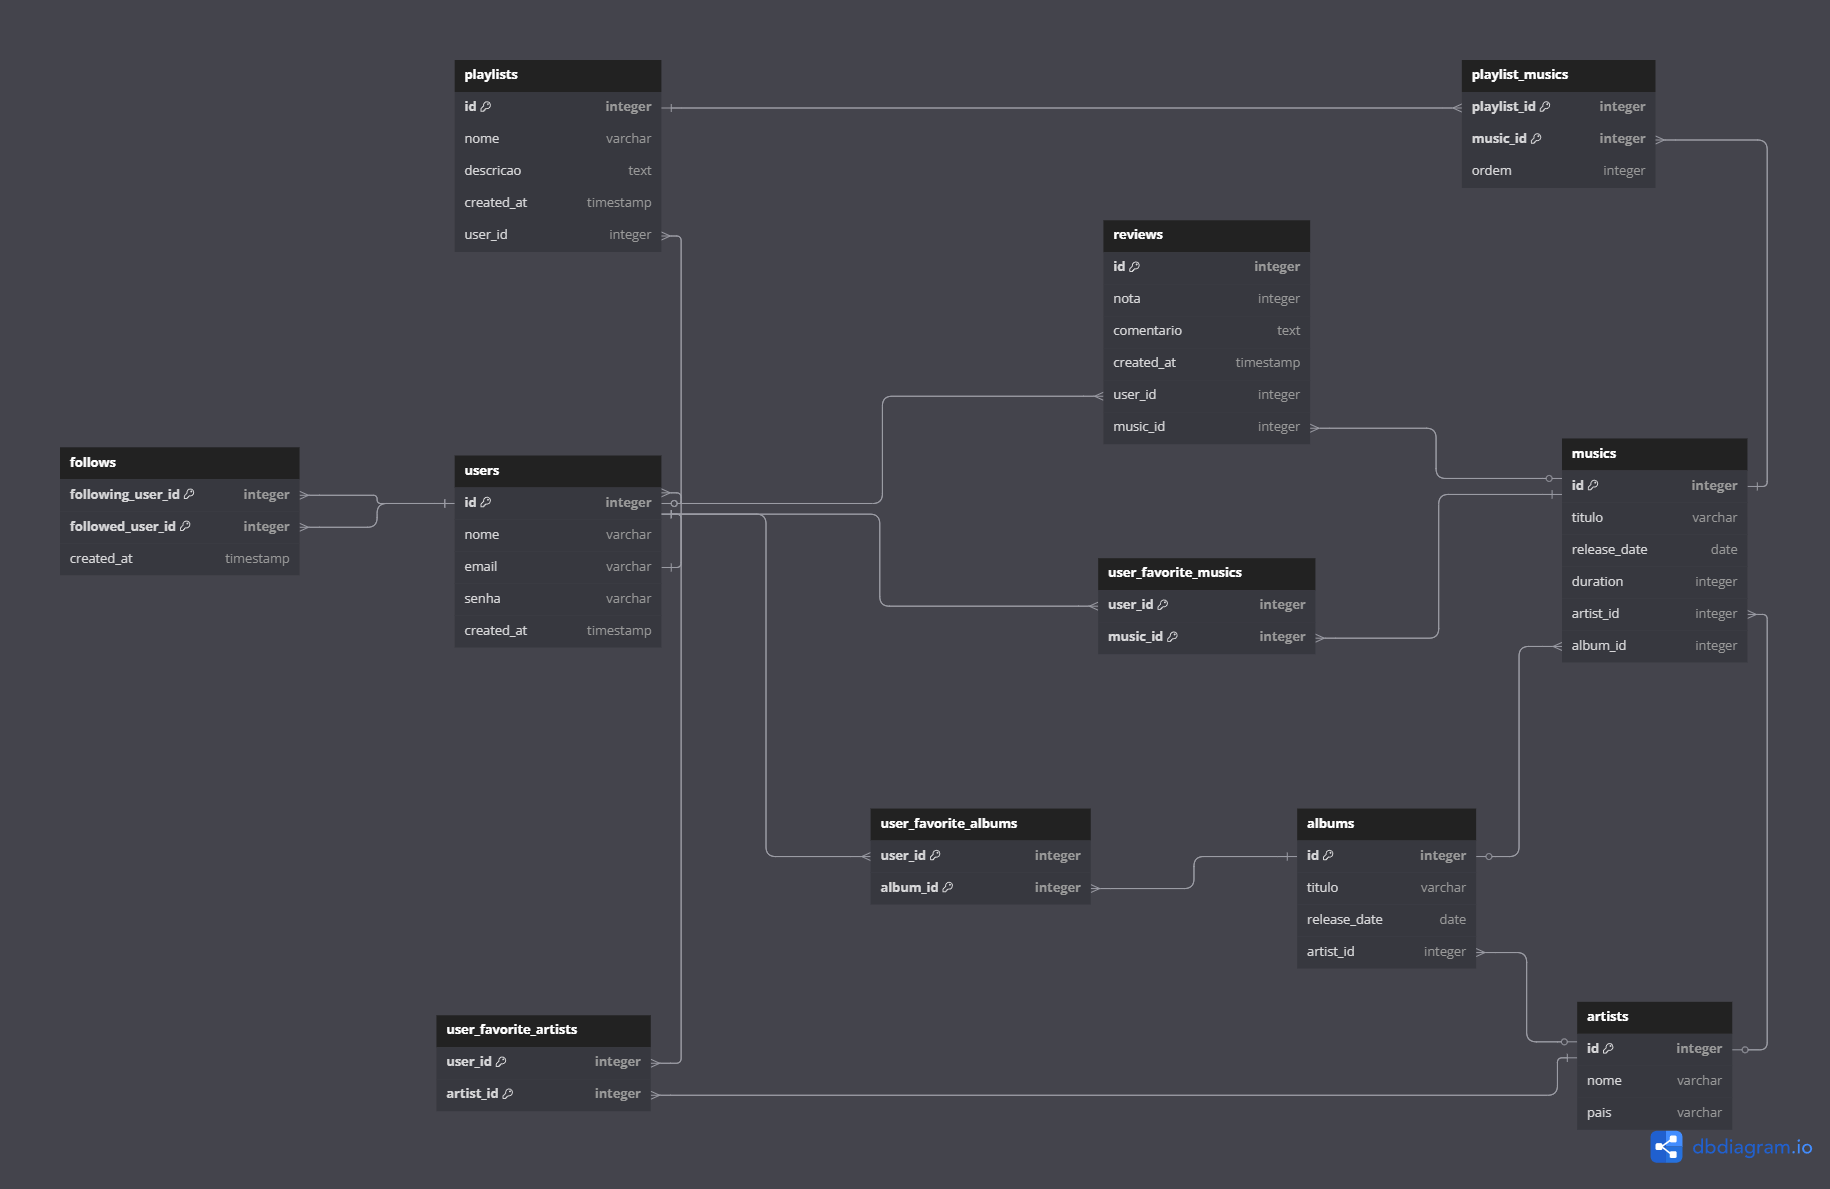 playlists
id integer
nome varchar
descricao text
created_at timestamp
user_id integer
playlist_musics
playlist_id integer
music_id integer
ordem integer
reviews
id integer
nota integer
comentario text
created_at timestamp
user_id integer
music_id integer
follows
following_user_id integer
followed_user_id integer
created_at timestamp
users
id integer
nome varchar
email varchar
senha varchar
created_at timestamp
musics
id integer
titulo varchar
release_date date
duration integer
artist_id integer
album_id integer
user_favorite_musics
user_id integer
music_id integer
user_favorite_albums
user_id integer
album_id integer
albums
id integer
titulo varchar
release_date date
artist_id integer
user_favorite_artists
user_id integer
artist_id integer
artists
id integer
nome varchar
pais varchar
dbdiagram.io